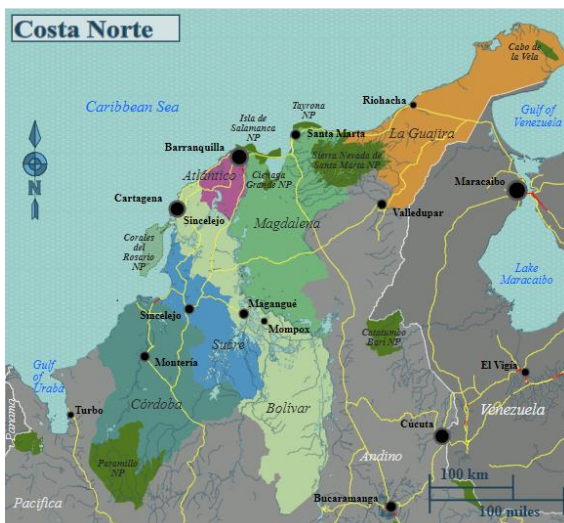 Costa Norte
Caribbean Sea
Cabo de
la Vela
Gulf of
Venezuela
Riohacha
Tayrona
NP
Isla de
Salamanca
NP
Santa Marta
La Guajira
Barranquilla
Sierra Nevada de
Santa Marta NP
Atlántico
Cienaga
Grande NP
Maracaibo
N
Cartagena
Sincelejo
Magdalena
Valledupar
Corales
del
Rosario
NP
Lake
Maracaibo
Magangué
Sincelejo
Mompox
Catatumbo
Bari NP
Sucre
Montería
Gulf
of
Urabá
El Vigía
Turbo
Córdoba
Bolívar
Venezuela
Panama
Cúcuta
Andino
Paramillo
NP
100 km
Pacífica
Bucaramanga
100 miles